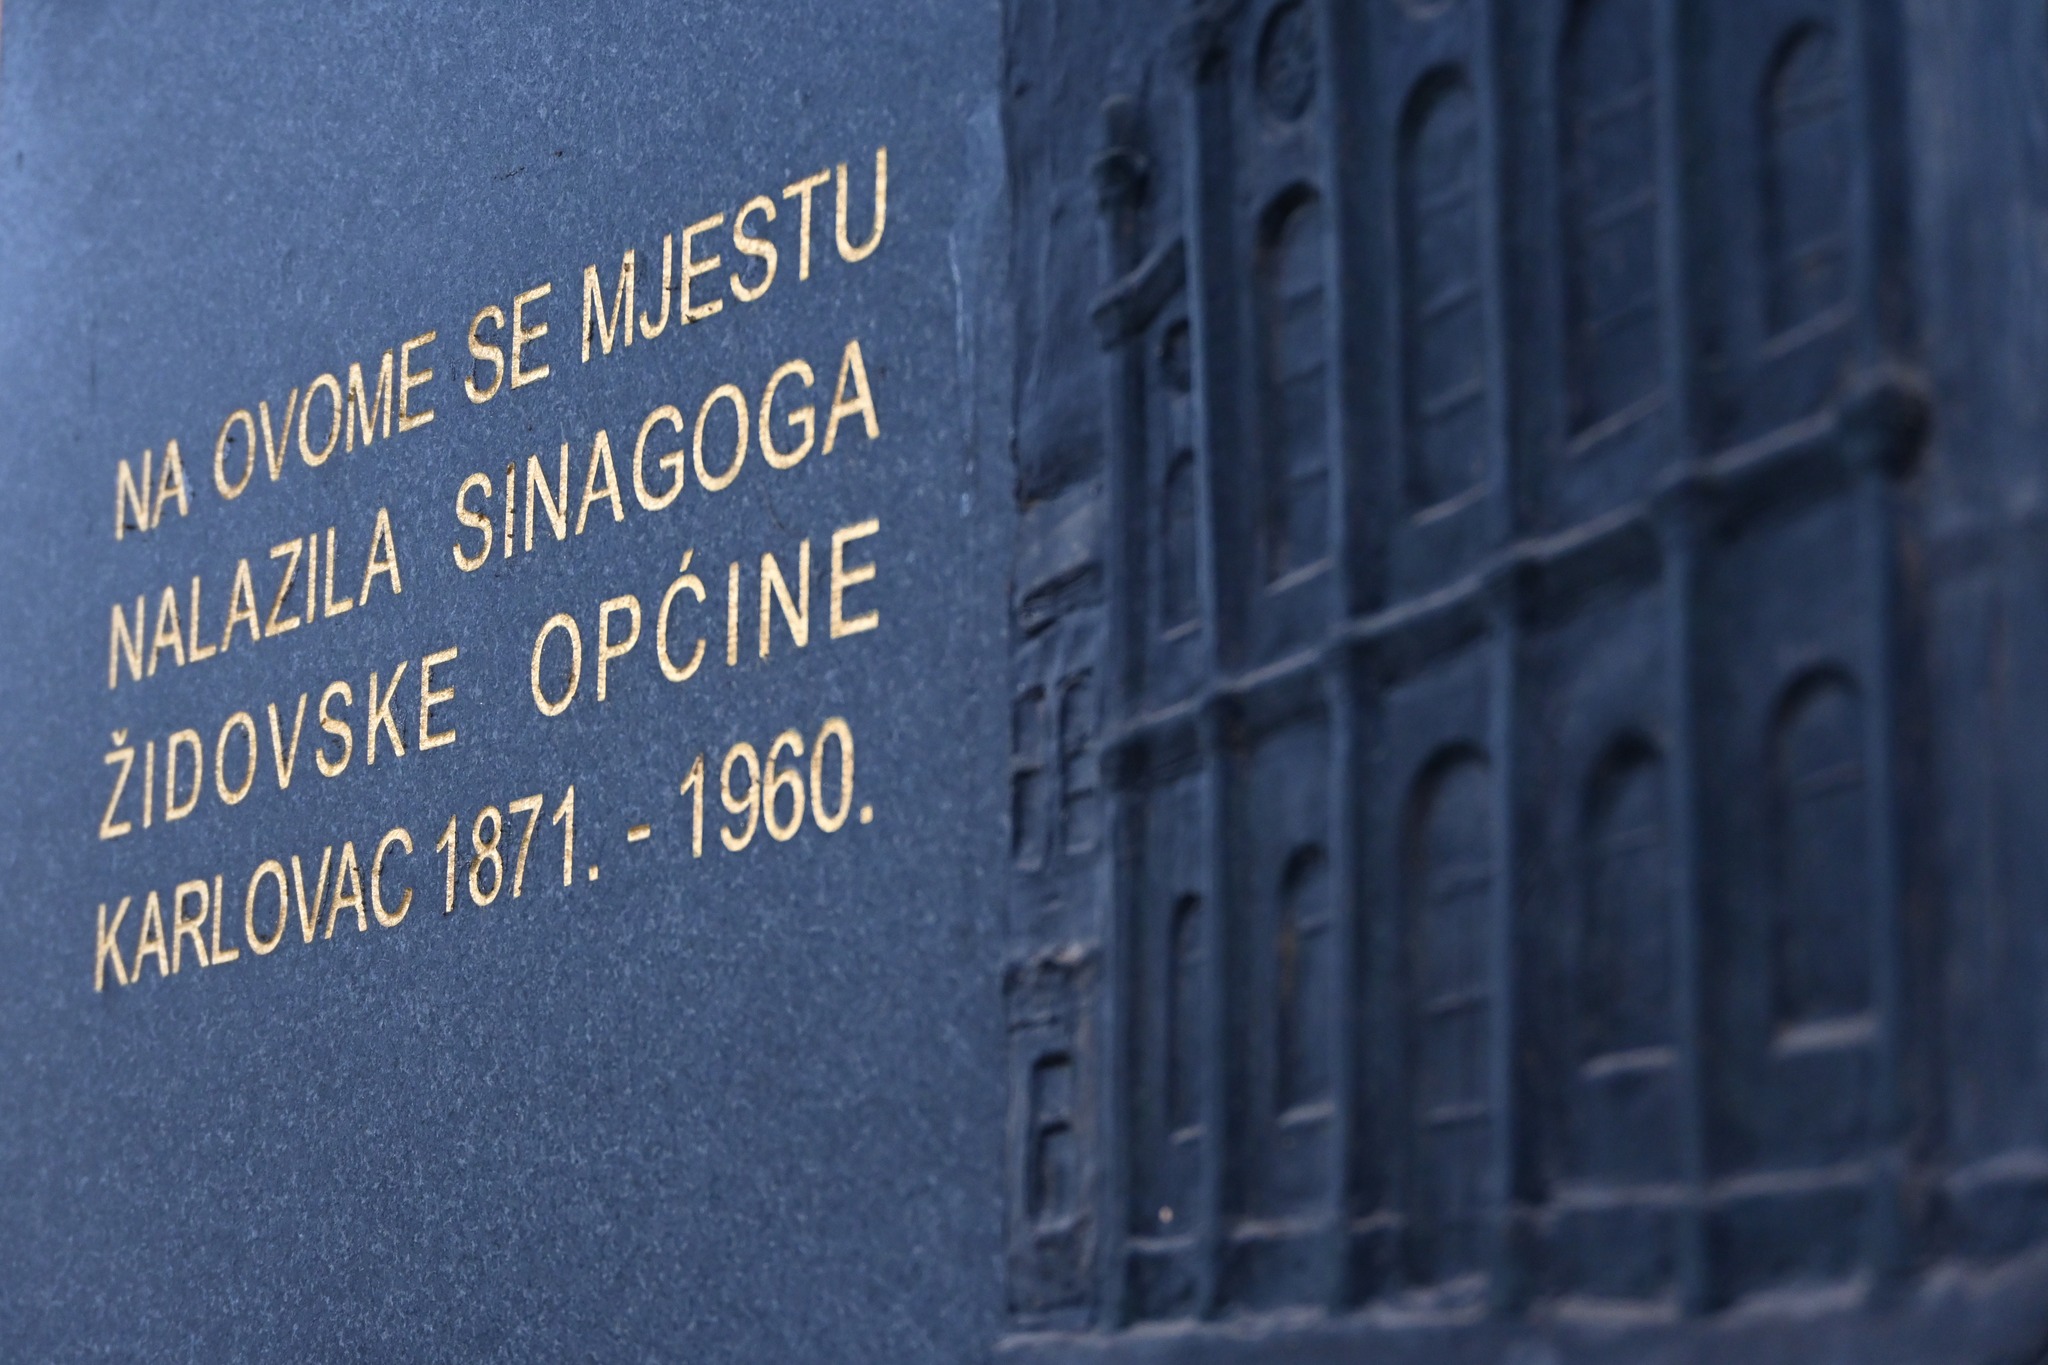 NA OVOME SE MJESTU
NALAZILA SINAGOGA
ŽIDOVSKE OPĆINE
KARLOVAC 1871. - 1960.